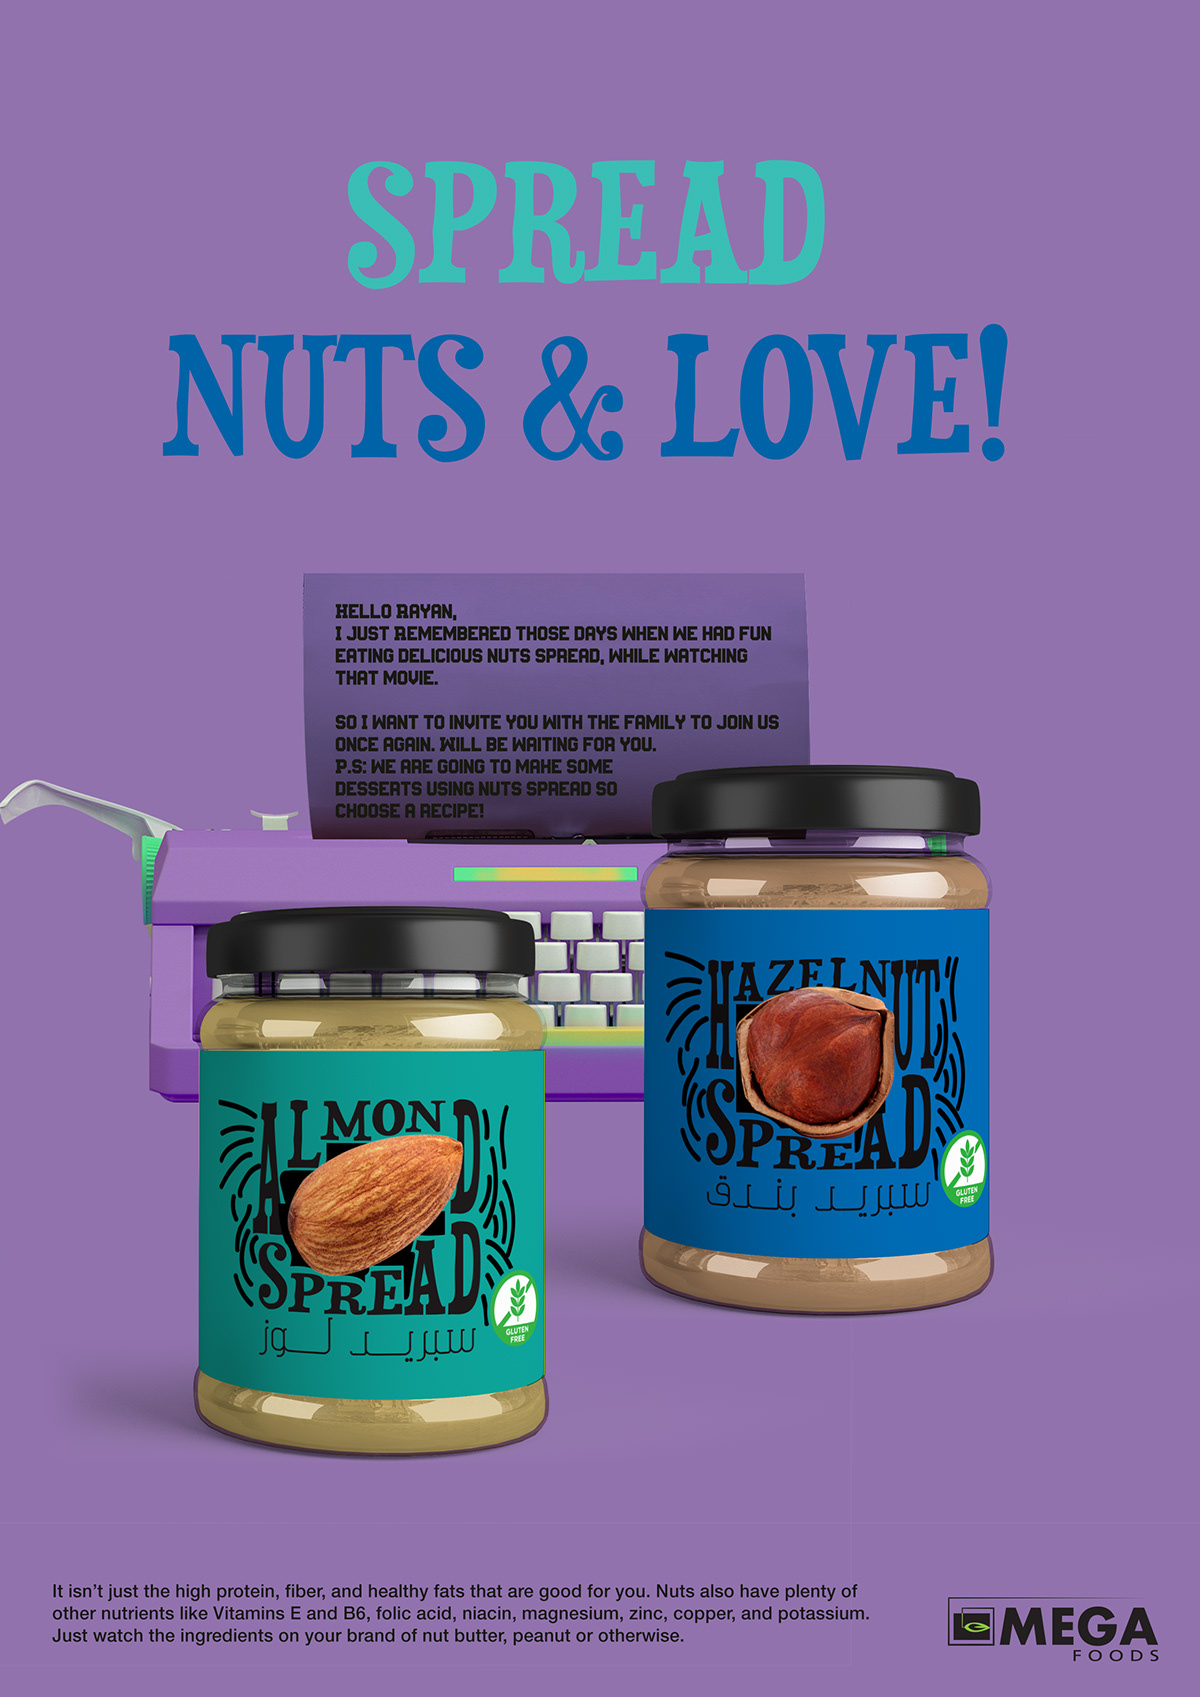 SPREAD
NUTS & LOVE!
HELLO RAYAN,
I JUST REMEMBERED THOSE DAYS WHEN WE HAD FUN
EATING DELICIOUS NUTS SPREAD, WHILE WATCHING
THAT MOVIE.
SO I WANT TO INVITE YOU WITH THE FAMILY TO JOIN US
ONCE AGAIN. WILL BE WAITING FOR YOU.
P.S: WE ARE GOING TO MAKE SOME
DESSERTS USING NUTS SPREAD SO
CHOOSE A RECIPE!
HAZELNUT
SPREAD
سبريد بندق
GLUTEN
FREE
ALMOND
SPREAD
سبريد لوز
GLUTEN
FREE
It isn't just the high protein, fiber, and healthy fats that are good for you. Nuts also have plenty of
other nutrients like Vitamins E and B6, folic acid, niacin, magnesium, zinc, copper, and potassium.
Just watch the ingredients on your brand of nut butter, peanut or otherwise.
MEGA
FOODS